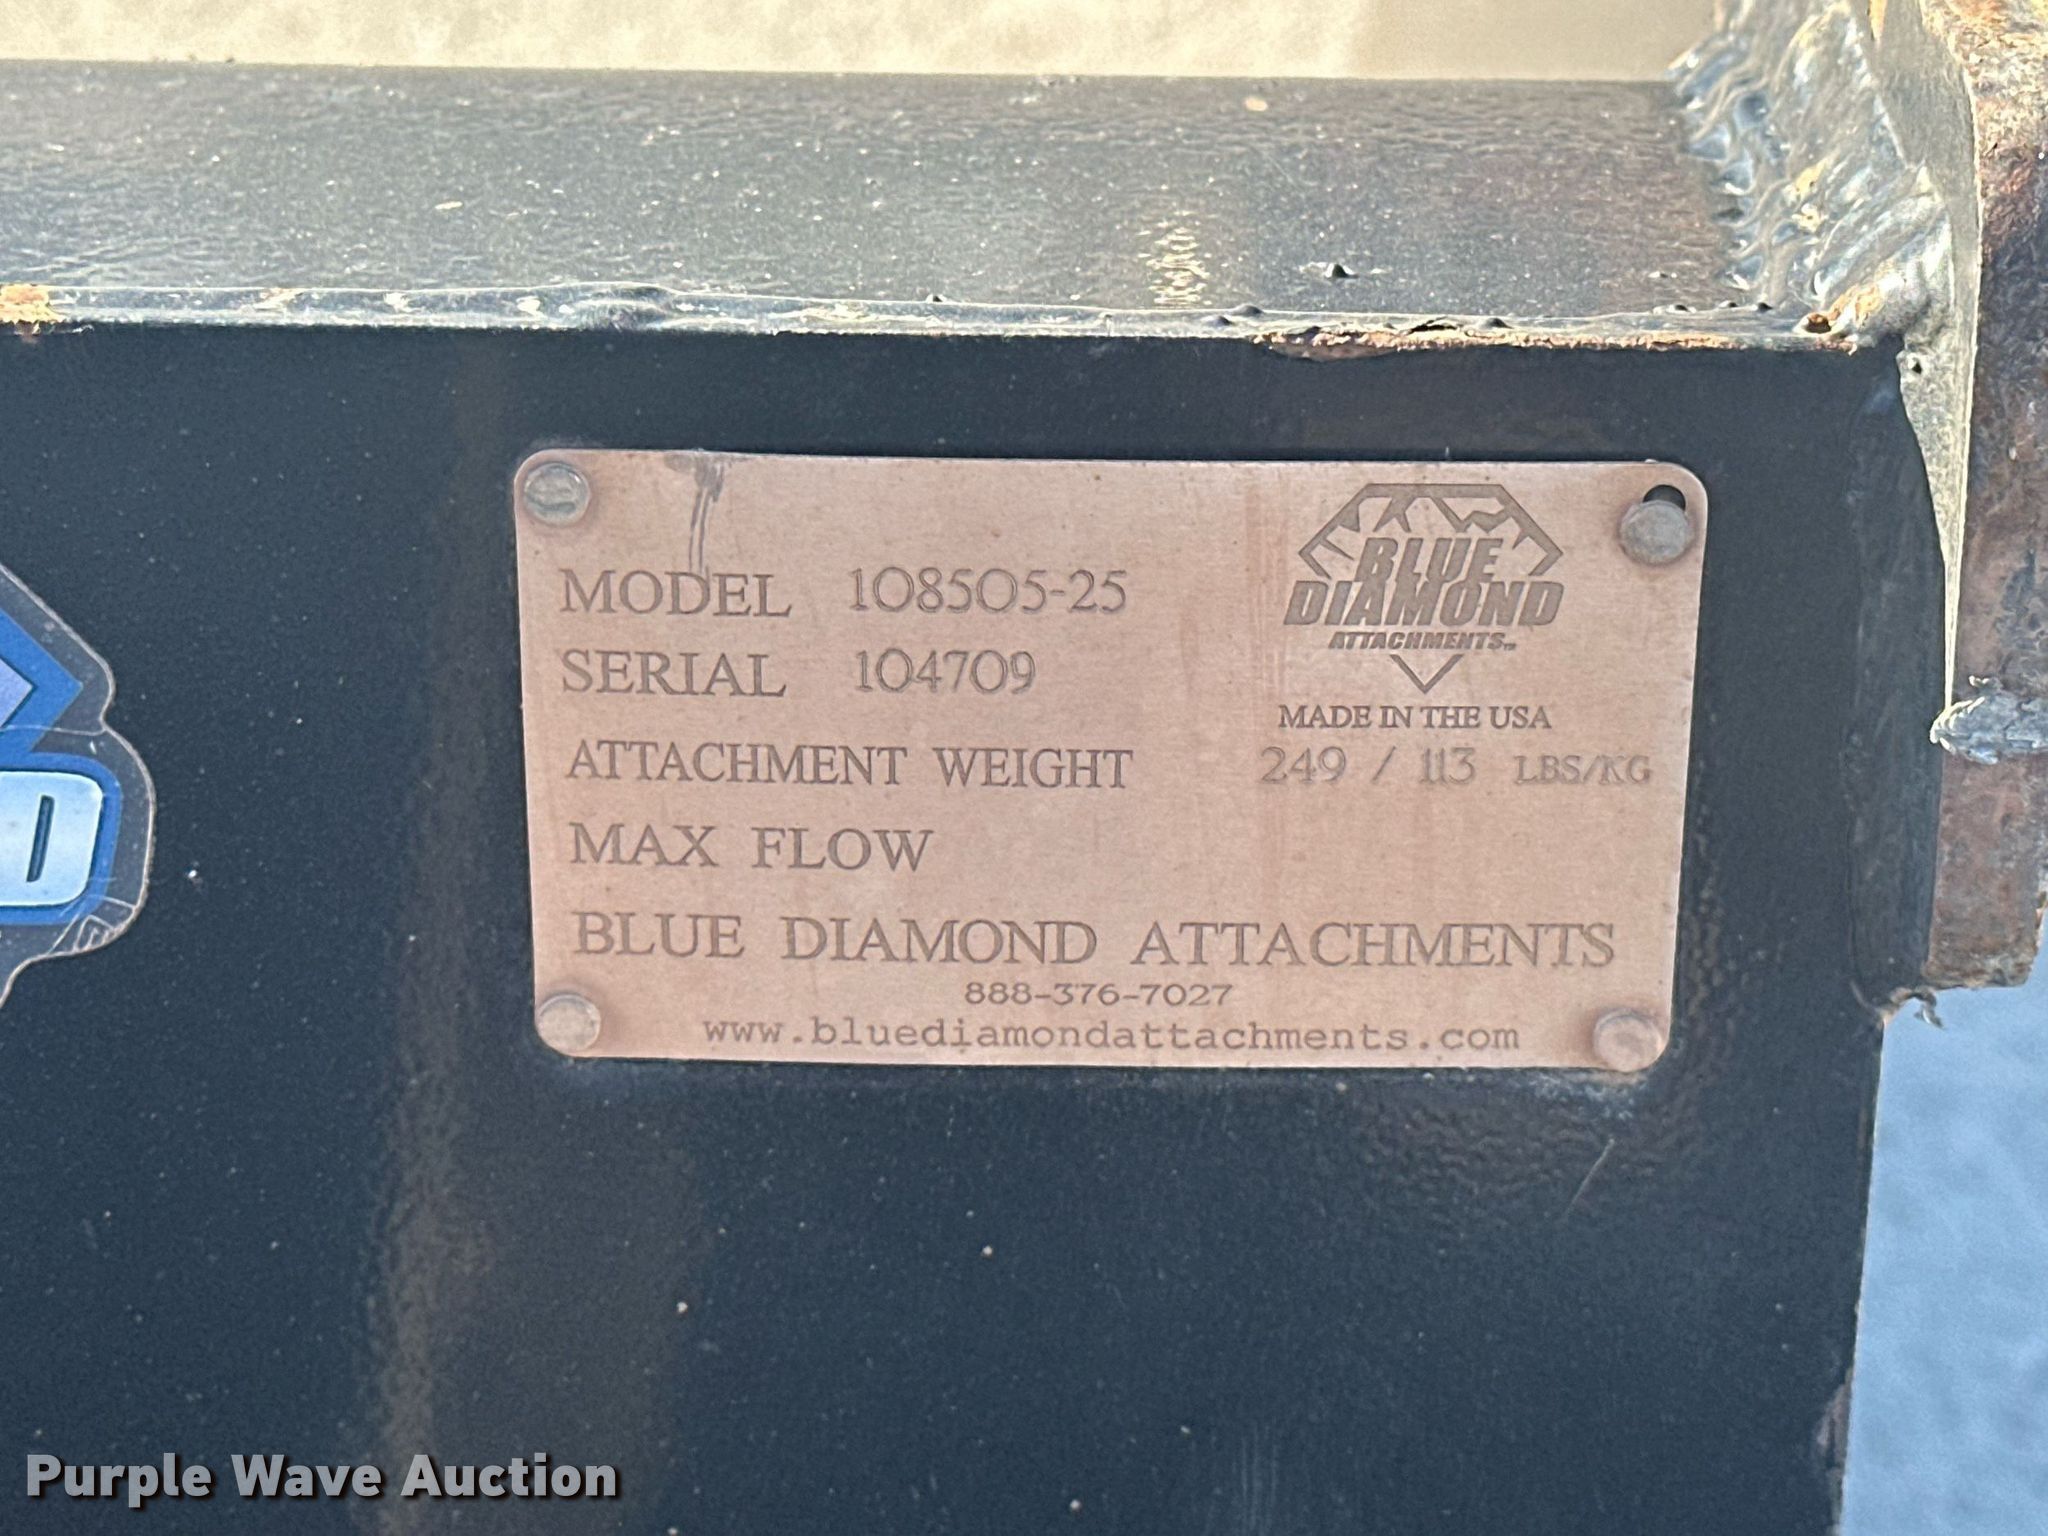 MODEL 108505-25
SERIAL 104709
BLUE
DIAMOND
ATTACHMENTS
MADE IN THE USA
ATTACHMENT WEIGHT 249 / 113 LBS/KG
MAX FLOW
BLUE DIAMOND ATTACHMENTS
888-376-7027
www.bluediamondattachments.com
D
Purple Wave Auction